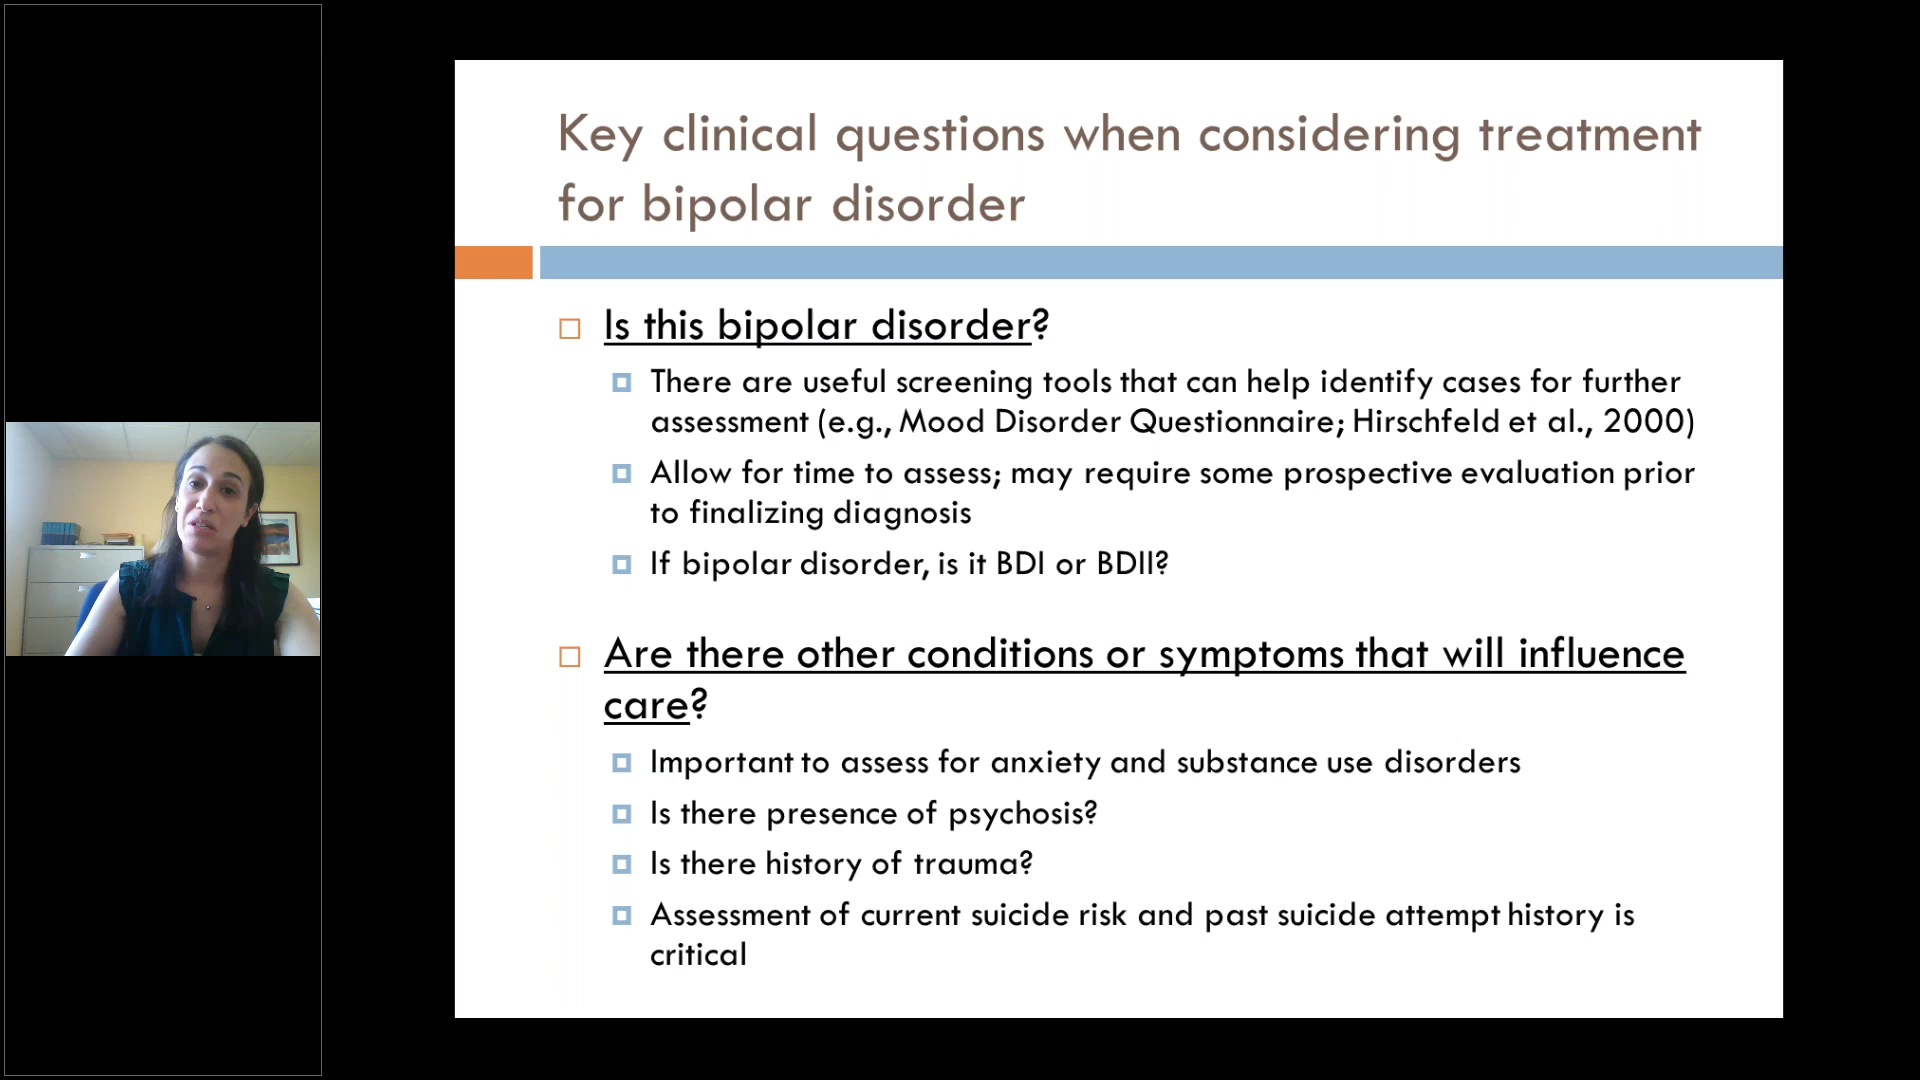 Key clinical questions when considering treatment
for bipolar disorder
Is this bipolar disorder?
There are useful screening tools that can help identify cases for further
assessment (e.g., Mood Disorder Questionnaire; Hirschfeld et al., 2000)
Allow for time to assess; may require some prospective evaluation prior
to finalizing diagnosis
If bipolar disorder, is it BDI or BDII?
Are there other conditions or symptoms that will influence
care?
Important to assess for anxiety and substance use disorders
Is there presence of psychosis?
Is there history of trauma?
Assessment of current suicide risk and past suicide attempt history is
critical